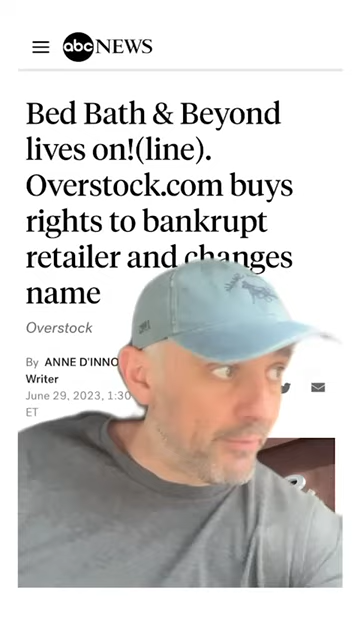 abc NEWS
Bed Bath & Beyond
lives on!(line).
Overstock.com buys
rights to bankrupt
retailer and changes
name
Overstock
By ANNE D'INNO
Writer
June 29, 2023, 1:30
ET